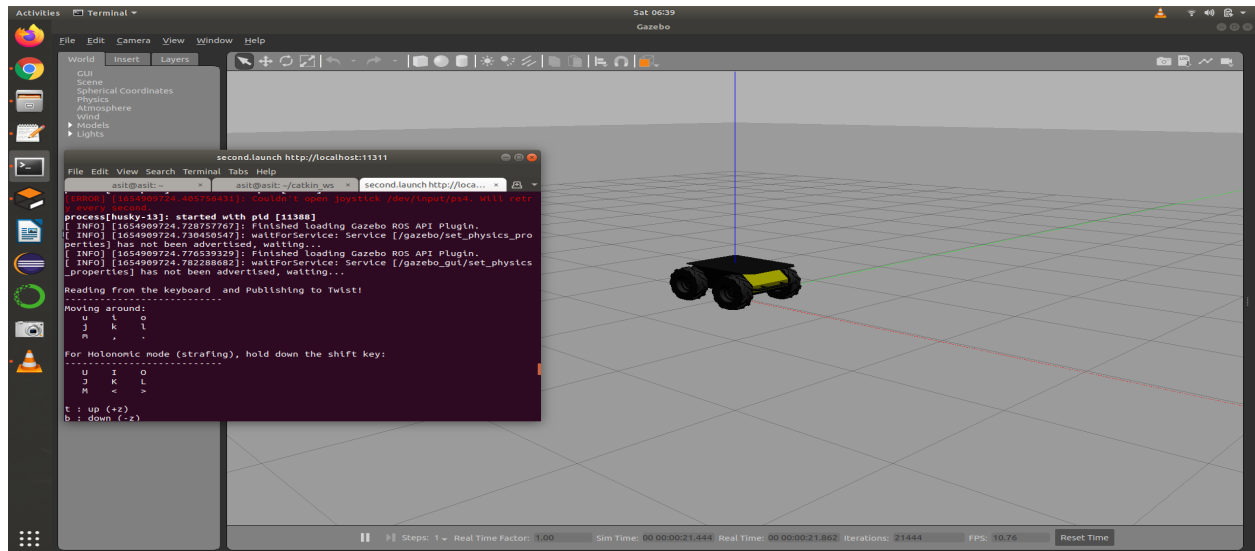 Activities
Terminal
Sat 06:39
Gazebo
File Edit Camera View Window Help
World Insert Layers
GUI
Scene
Spherical Coordinates
Physics
Atmosphere
Wind
Models
Lights
second.launch http://localhost:11311
File Edit View Search Terminal Tabs Help
asit@asit: ~
asit@asit: ~/catkin_ws
second.launch http://loca...
[ERROR] [1654909724.405756431]: Couldn't open joystick /dev/input/ps4. Will retr
y every second.
process[husky-13]: started with pid [11388]
[ INFO] [1654909724.728757767]: Finished loading Gazebo ROS API Plugin.
[ INFO] [1654909724.730450547]: waitForService: Service [/gazebo/set_physics_pro
perties] has not been advertised, waiting...
[ INFO] [1654909724.776539329]: Finished loading Gazebo ROS API Plugin.
[ INFO] [1654909724.782288682]: waitForService: Service [/gazebo_gui/set_physics
_properties] has not been advertised, waiting...
Reading from the keyboard and Publishing to Twist!
---------------------------
Moving around:
u i o
j k l
m , .
For Holonomic mode (strafing), hold down the shift key:
---------------------------
U I O
J K L
M < >
t : up (+z)
b : down (-z)
Steps: 1 Real Time Factor: 1.00 Sim Time: 00 00:00:21.444 Real Time: 00 00:00:21.862 Iterations: 21444 FPS: 10.76 Reset Time